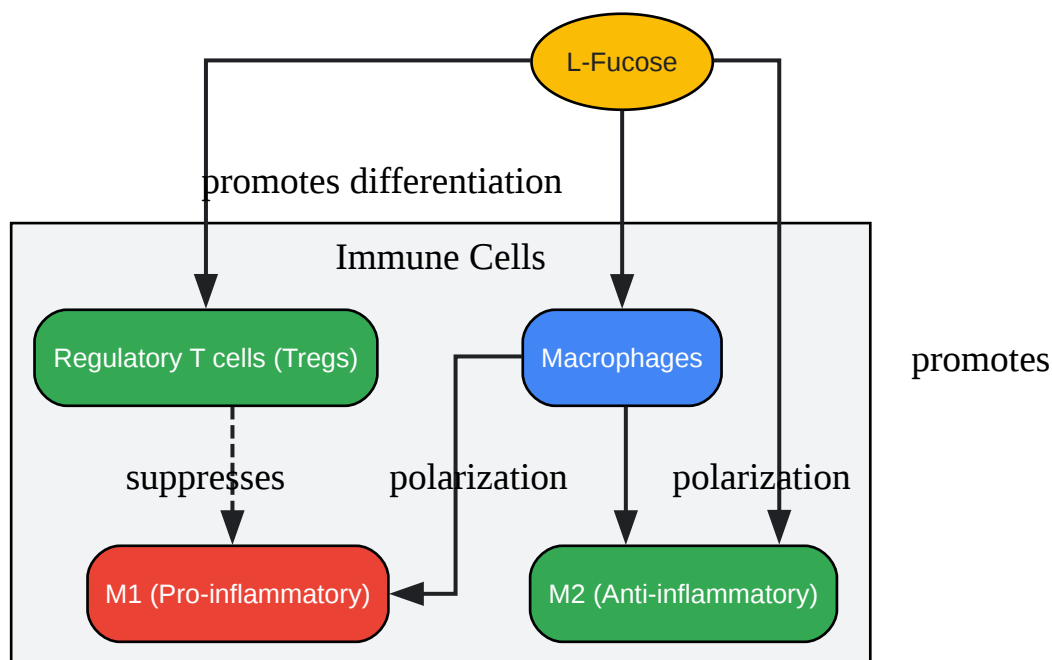 L-Fucose
promotes differentiation
Immune Cells
Regulatory T cells (Tregs)
Macrophages
promotes
suppresses
polarization
polarization
M1 (Pro-inflammatory)
M2 (Anti-inflammatory)